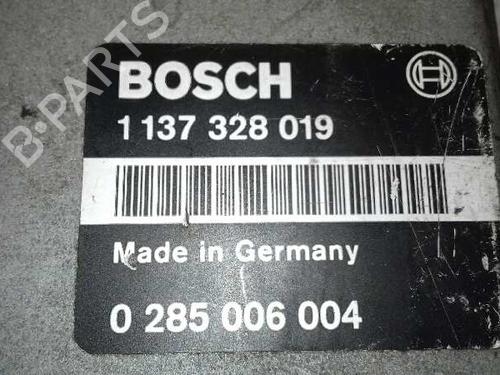 B-PARTS
BOSCH
1 137 328 019
Made in Germany
0 285 006 004